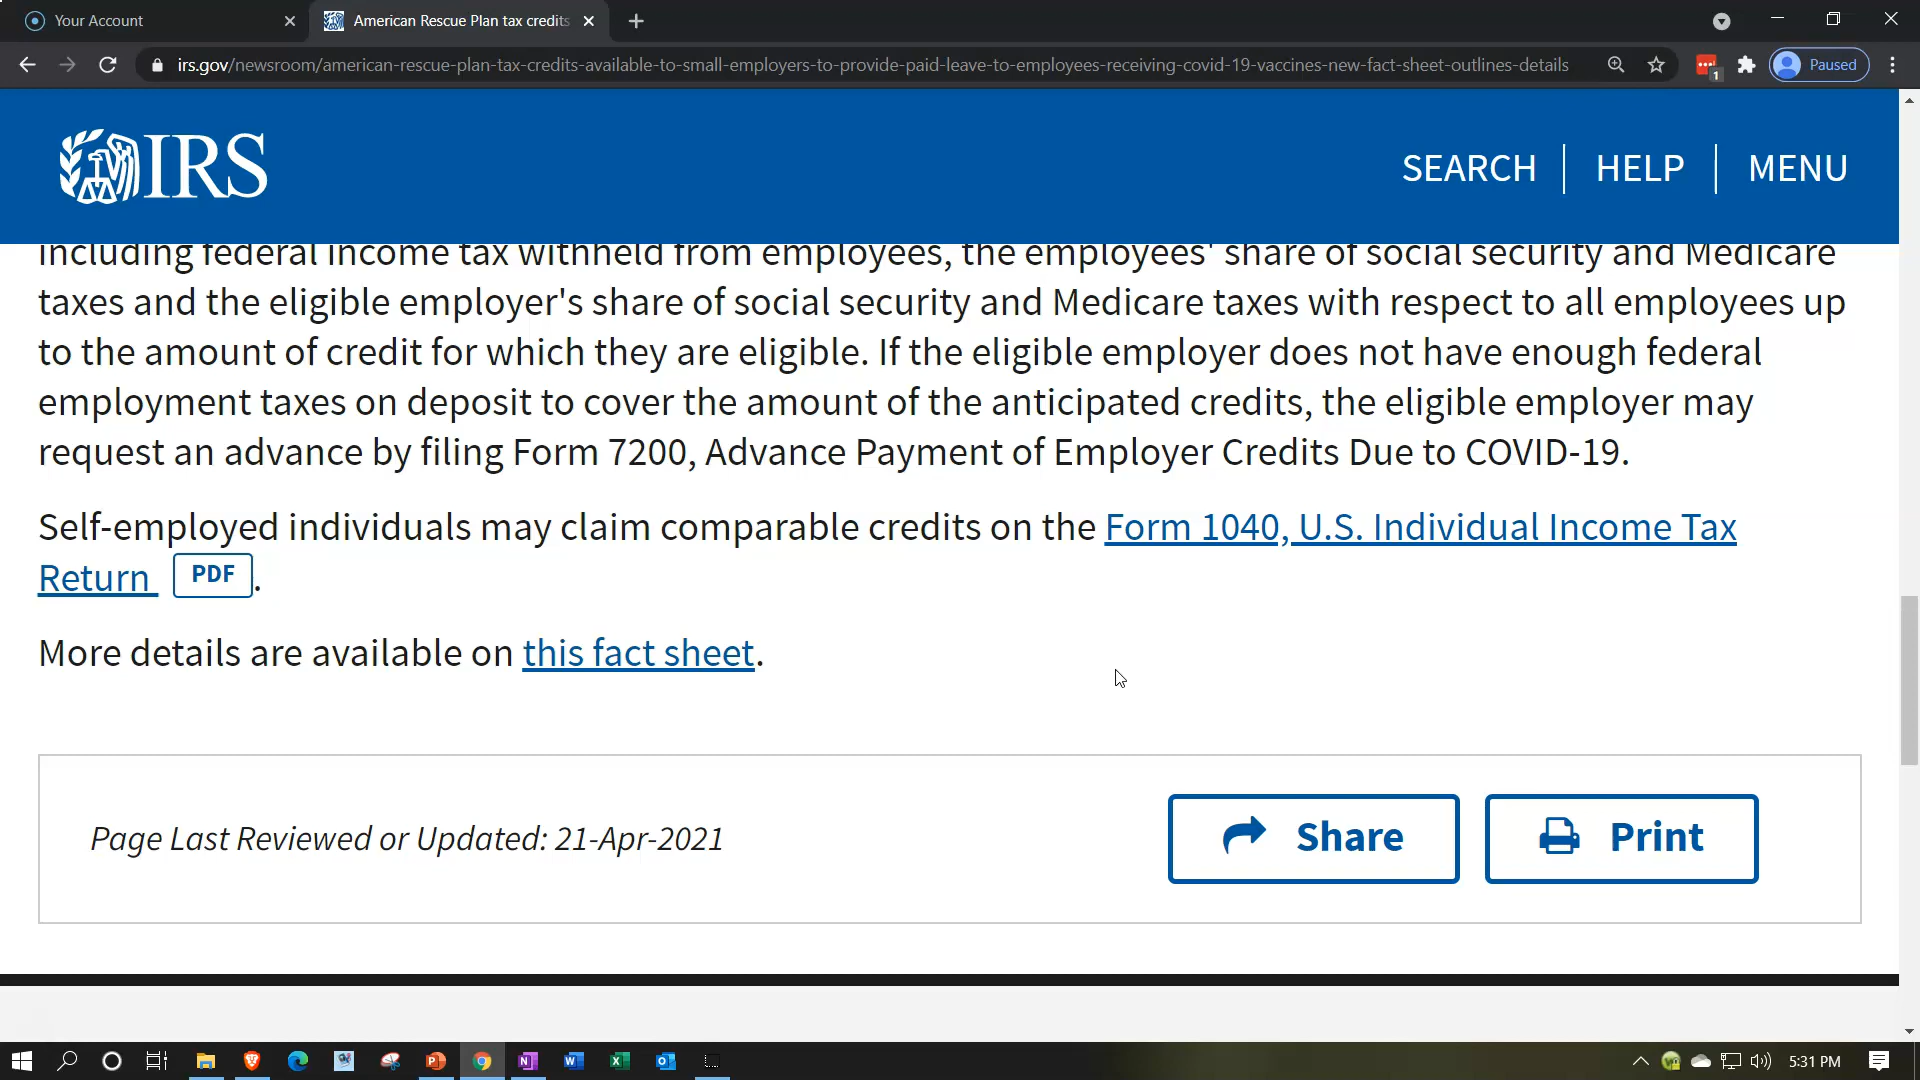 Your Account
American Rescue Plan tax credits
irs.gov/newsroom/american-rescue-plan-tax-credits-available-to-small-employers-to-provide-paid-leave-to-employees-receiving-covid-19-vaccines-new-fact-sheet-outlines-details
1
Paused
IRS
SEARCH
HELP
MENU
including federal income tax withheld from employees, the employees' share of social security and Medicare
taxes and the eligible employer's share of social security and Medicare taxes with respect to all employees up
to the amount of credit for which they are eligible. If the eligible employer does not have enough federal
employment taxes on deposit to cover the amount of the anticipated credits, the eligible employer may
request an advance by filing Form 7200, Advance Payment of Employer Credits Due to COVID-19.
Self-employed individuals may claim comparable credits on the Form 1040, U.S. Individual Income Tax
Return PDF.
More details are available on this fact sheet.
Page Last Reviewed or Updated: 21-Apr-2021
Share
Print
5:31 PM